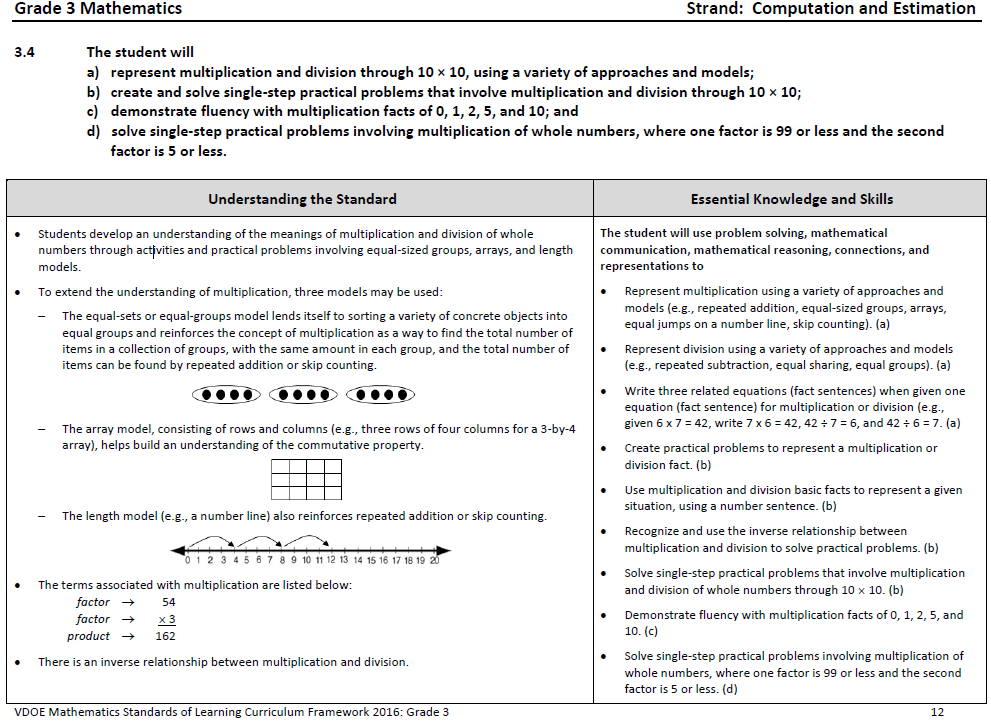 Grade 3 Mathematics Strand: Computation and Estimation
3.4 The student will
a) represent multiplication and division through 10 × 10, using a variety of approaches and models;
b) create and solve single-step practical problems that involve multiplication and division through 10 × 10;
c) demonstrate fluency with multiplication facts of 0, 1, 2, 5, and 10; and
d) solve single-step practical problems involving multiplication of whole numbers, where one factor is 99 or less and the second
factor is 5 or less.
Understanding the Standard
• Students develop an understanding of the meanings of multiplication and division of whole
numbers through activities and practical problems involving equal-sized groups, arrays, and length
models.
• To extend the understanding of multiplication, three models may be used:
– The equal-sets or equal-groups model lends itself to sorting a variety of concrete objects into
equal groups and reinforces the concept of multiplication as a way to find the total number of
items in a collection of groups, with the same amount in each group, and the total number of
items can be found by repeated addition or skip counting.
– The array model, consisting of rows and columns (e.g., three rows of four columns for a 3-by-4
array), helps build an understanding of the commutative property.
– The length model (e.g., a number line) also reinforces repeated addition or skip counting.
0 1 2 3 4 5 6 7 8 9 10 11 12 13 14 15 16 17 18 19 20
• The terms associated with multiplication are listed below:
factor → 54
factor → x 3
product → 162
• There is an inverse relationship between multiplication and division.
Essential Knowledge and Skills
The student will use problem solving, mathematical
communication, mathematical reasoning, connections, and
representations to
• Represent multiplication using a variety of approaches and
models (e.g., repeated addition, equal-sized groups, arrays,
equal jumps on a number line, skip counting). (a)
• Represent division using a variety of approaches and models
(e.g., repeated subtraction, equal sharing, equal groups). (a)
• Write three related equations (fact sentences) when given one
equation (fact sentence) for multiplication or division (e.g.,
given 6 x 7 = 42, write 7 x 6 = 42, 42 ÷ 7 = 6, and 42 ÷ 6 = 7. (a)
• Create practical problems to represent a multiplication or
division fact. (b)
• Use multiplication and division basic facts to represent a given
situation, using a number sentence. (b)
• Recognize and use the inverse relationship between
multiplication and division to solve practical problems. (b)
• Solve single-step practical problems that involve multiplication
and division of whole numbers through 10 × 10. (b)
• Demonstrate fluency with multiplication facts of 0, 1, 2, 5, and
10. (c)
• Solve single-step practical problems involving multiplication of
whole numbers, where one factor is 99 or less and the second
factor is 5 or less. (d)
VDOE Mathematics Standards of Learning Curriculum Framework 2016: Grade 3 12